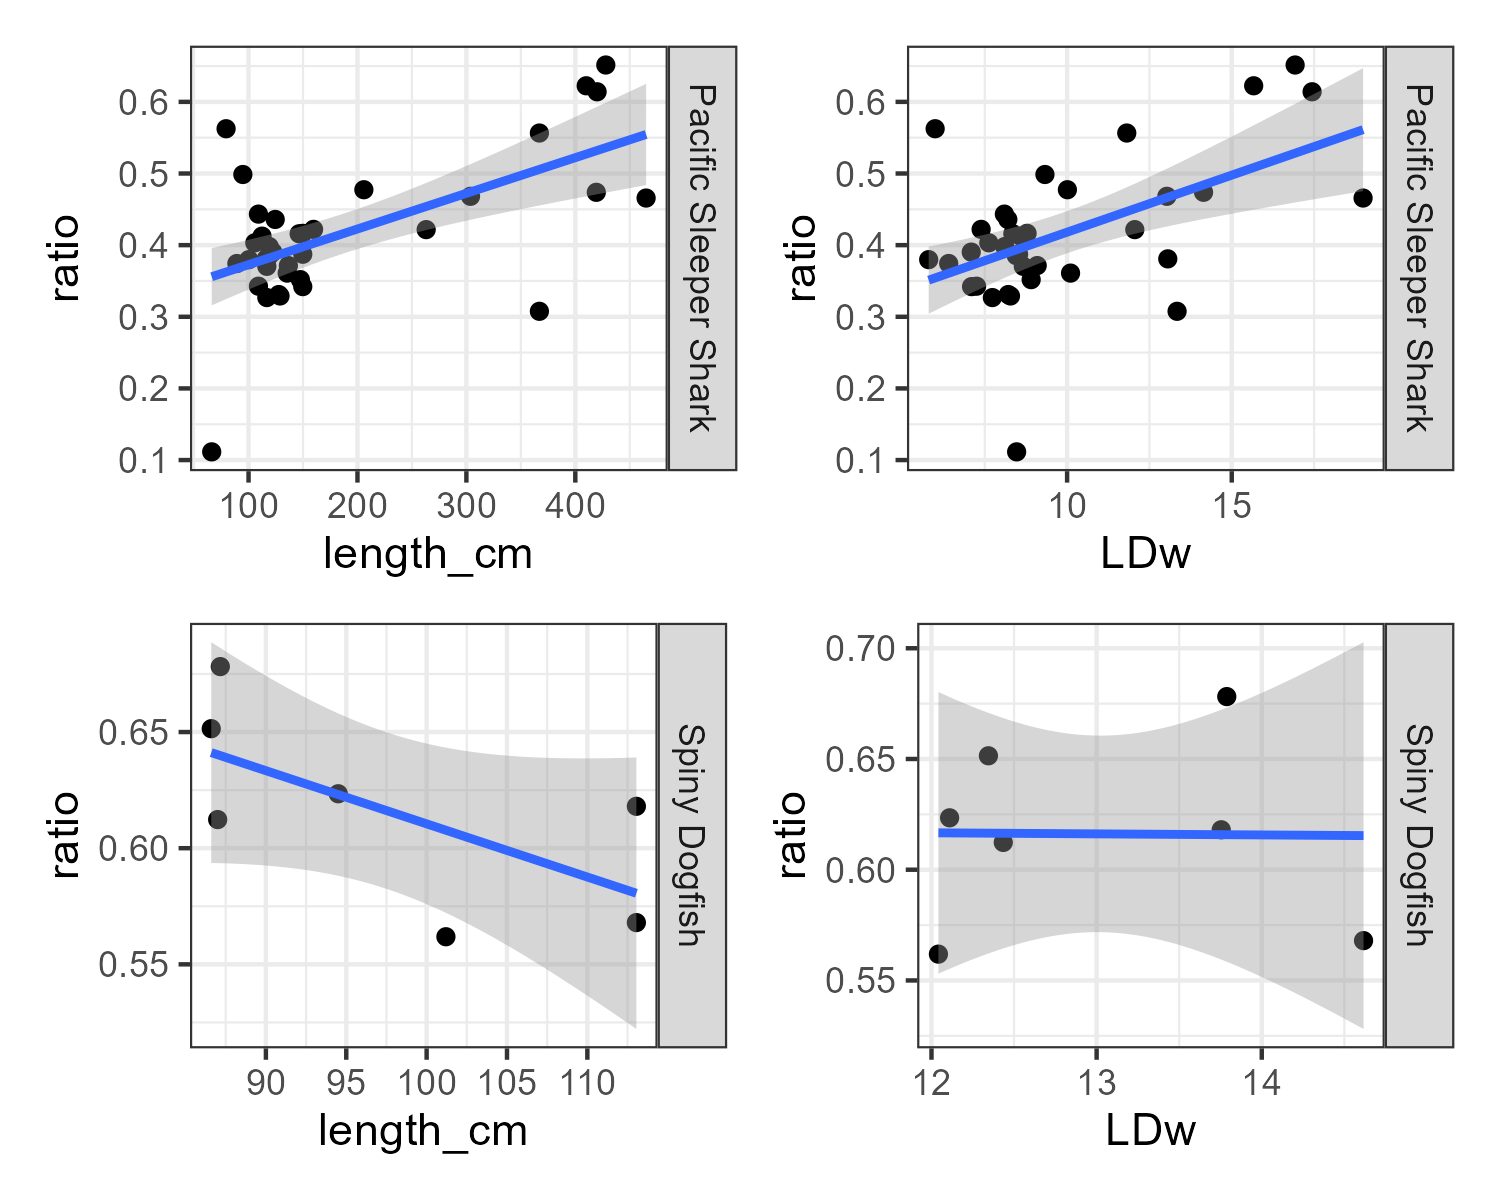 ratio
0.6
0.5
0.4
0.3
0.2
0.1
100 200 300 400
length_cm
Pacific Sleeper Shark
ratio
0.6
0.5
0.4
0.3
0.2
0.1
10 15
LDw
Pacific Sleeper Shark
ratio
0.65
0.60
0.55
90 95 100 105 110
length_cm
Spiny Dogfish
ratio
0.70
0.65
0.60
0.55
12 13 14
LDw
Spiny Dogfish